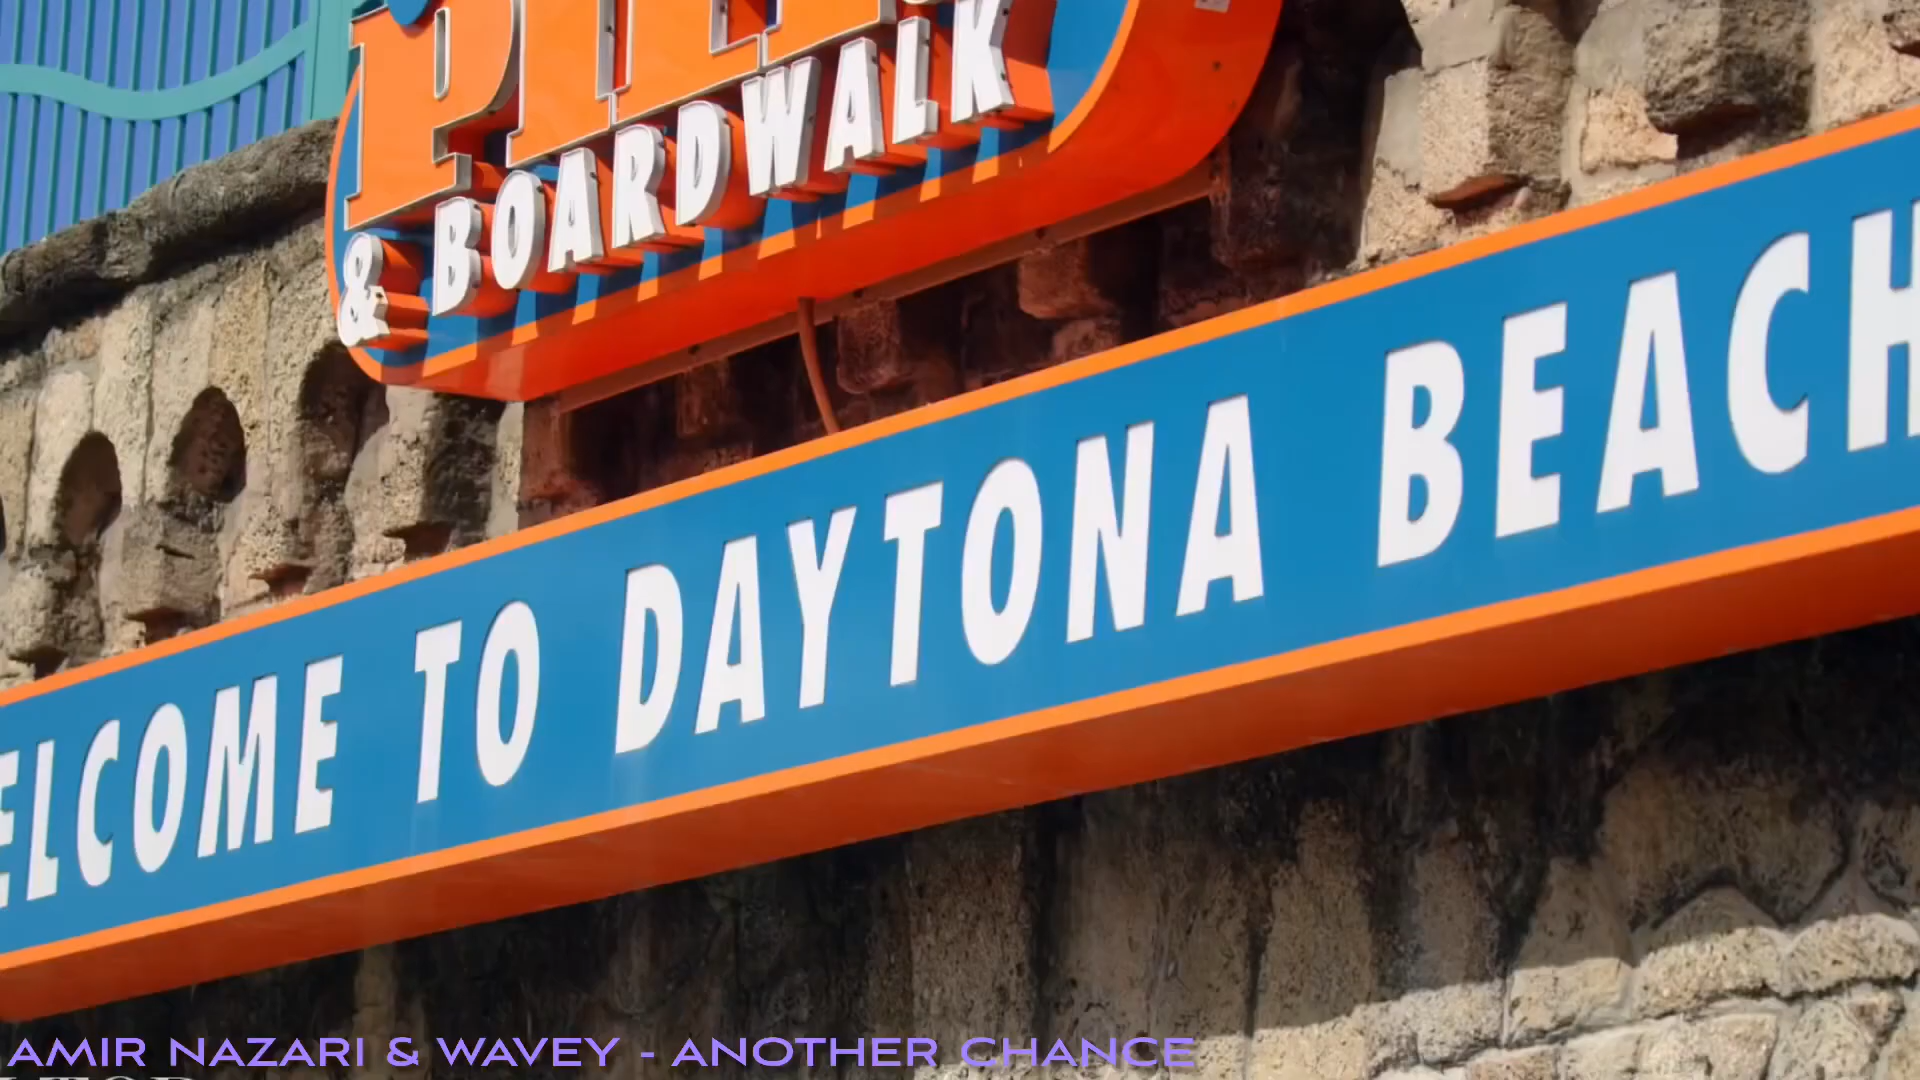 & BOARDWALK
ELCOME TO DAYTONA BEACH
AMIR NAZARI & WAVEY - ANOTHER CHANCE